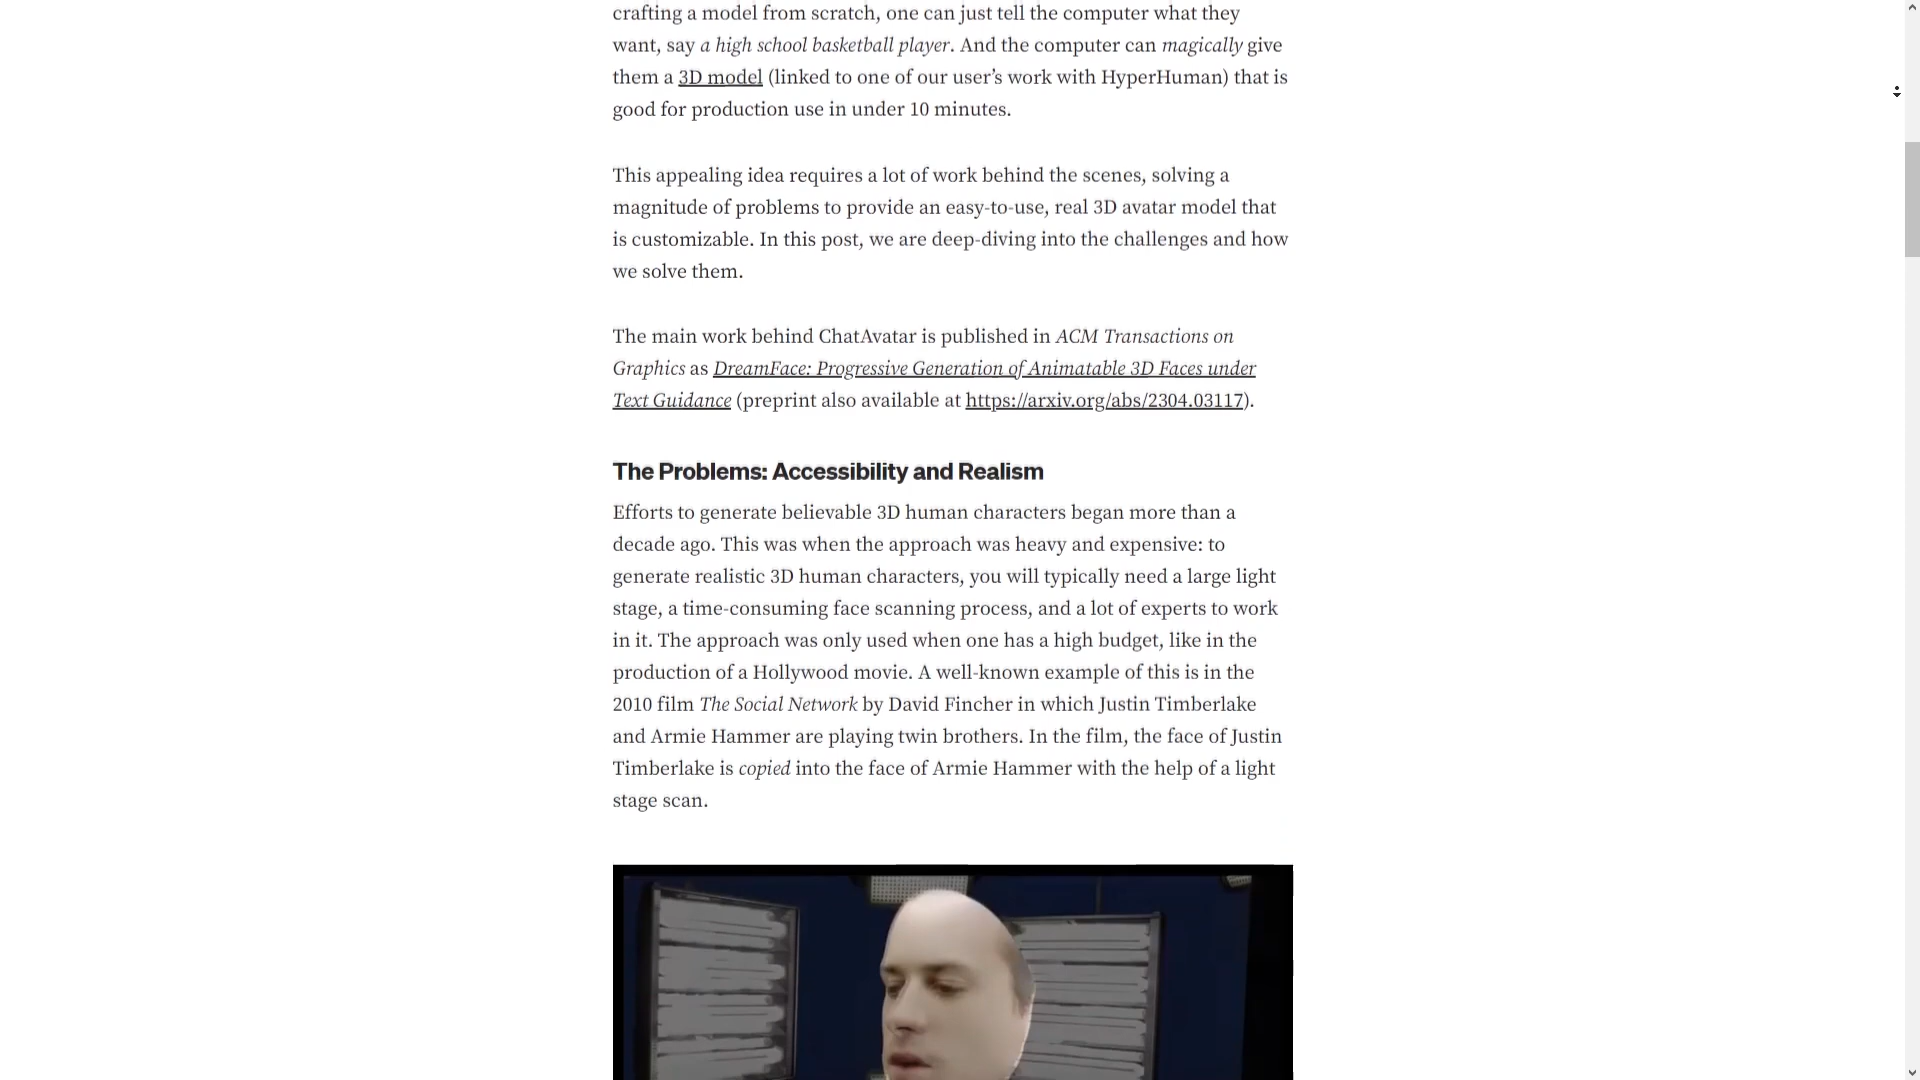 crafting a model from scratch, one can just tell the computer what they
want, say a high school basketball player. And the computer can magically give
them a 3D model (linked to one of our user’s work with HyperHuman) that is
good for production use in under 10 minutes.
This appealing idea requires a lot of work behind the scenes, solving a
magnitude of problems to provide an easy-to-use, real 3D avatar model that
is customizable. In this post, we are deep-diving into the challenges and how
we solve them.
The main work behind ChatAvatar is published in ACM Transactions on
Graphics as DreamFace: Progressive Generation of Animatable 3D Faces under
Text Guidance (preprint also available at https://arxiv.org/abs/2304.03117).
The Problems: Accessibility and Realism
Efforts to generate believable 3D human characters began more than a
decade ago. This was when the approach was heavy and expensive: to
generate realistic 3D human characters, you will typically need a large light
stage, a time-consuming face scanning process, and a lot of experts to work
in it. The approach was only used when one has a high budget, like in the
production of a Hollywood movie. A well-known example of this is in the
2010 film The Social Network by David Fincher in which Justin Timberlake
and Armie Hammer are playing twin brothers. In the film, the face of Justin
Timberlake is copied into the face of Armie Hammer with the help of a light
stage scan.